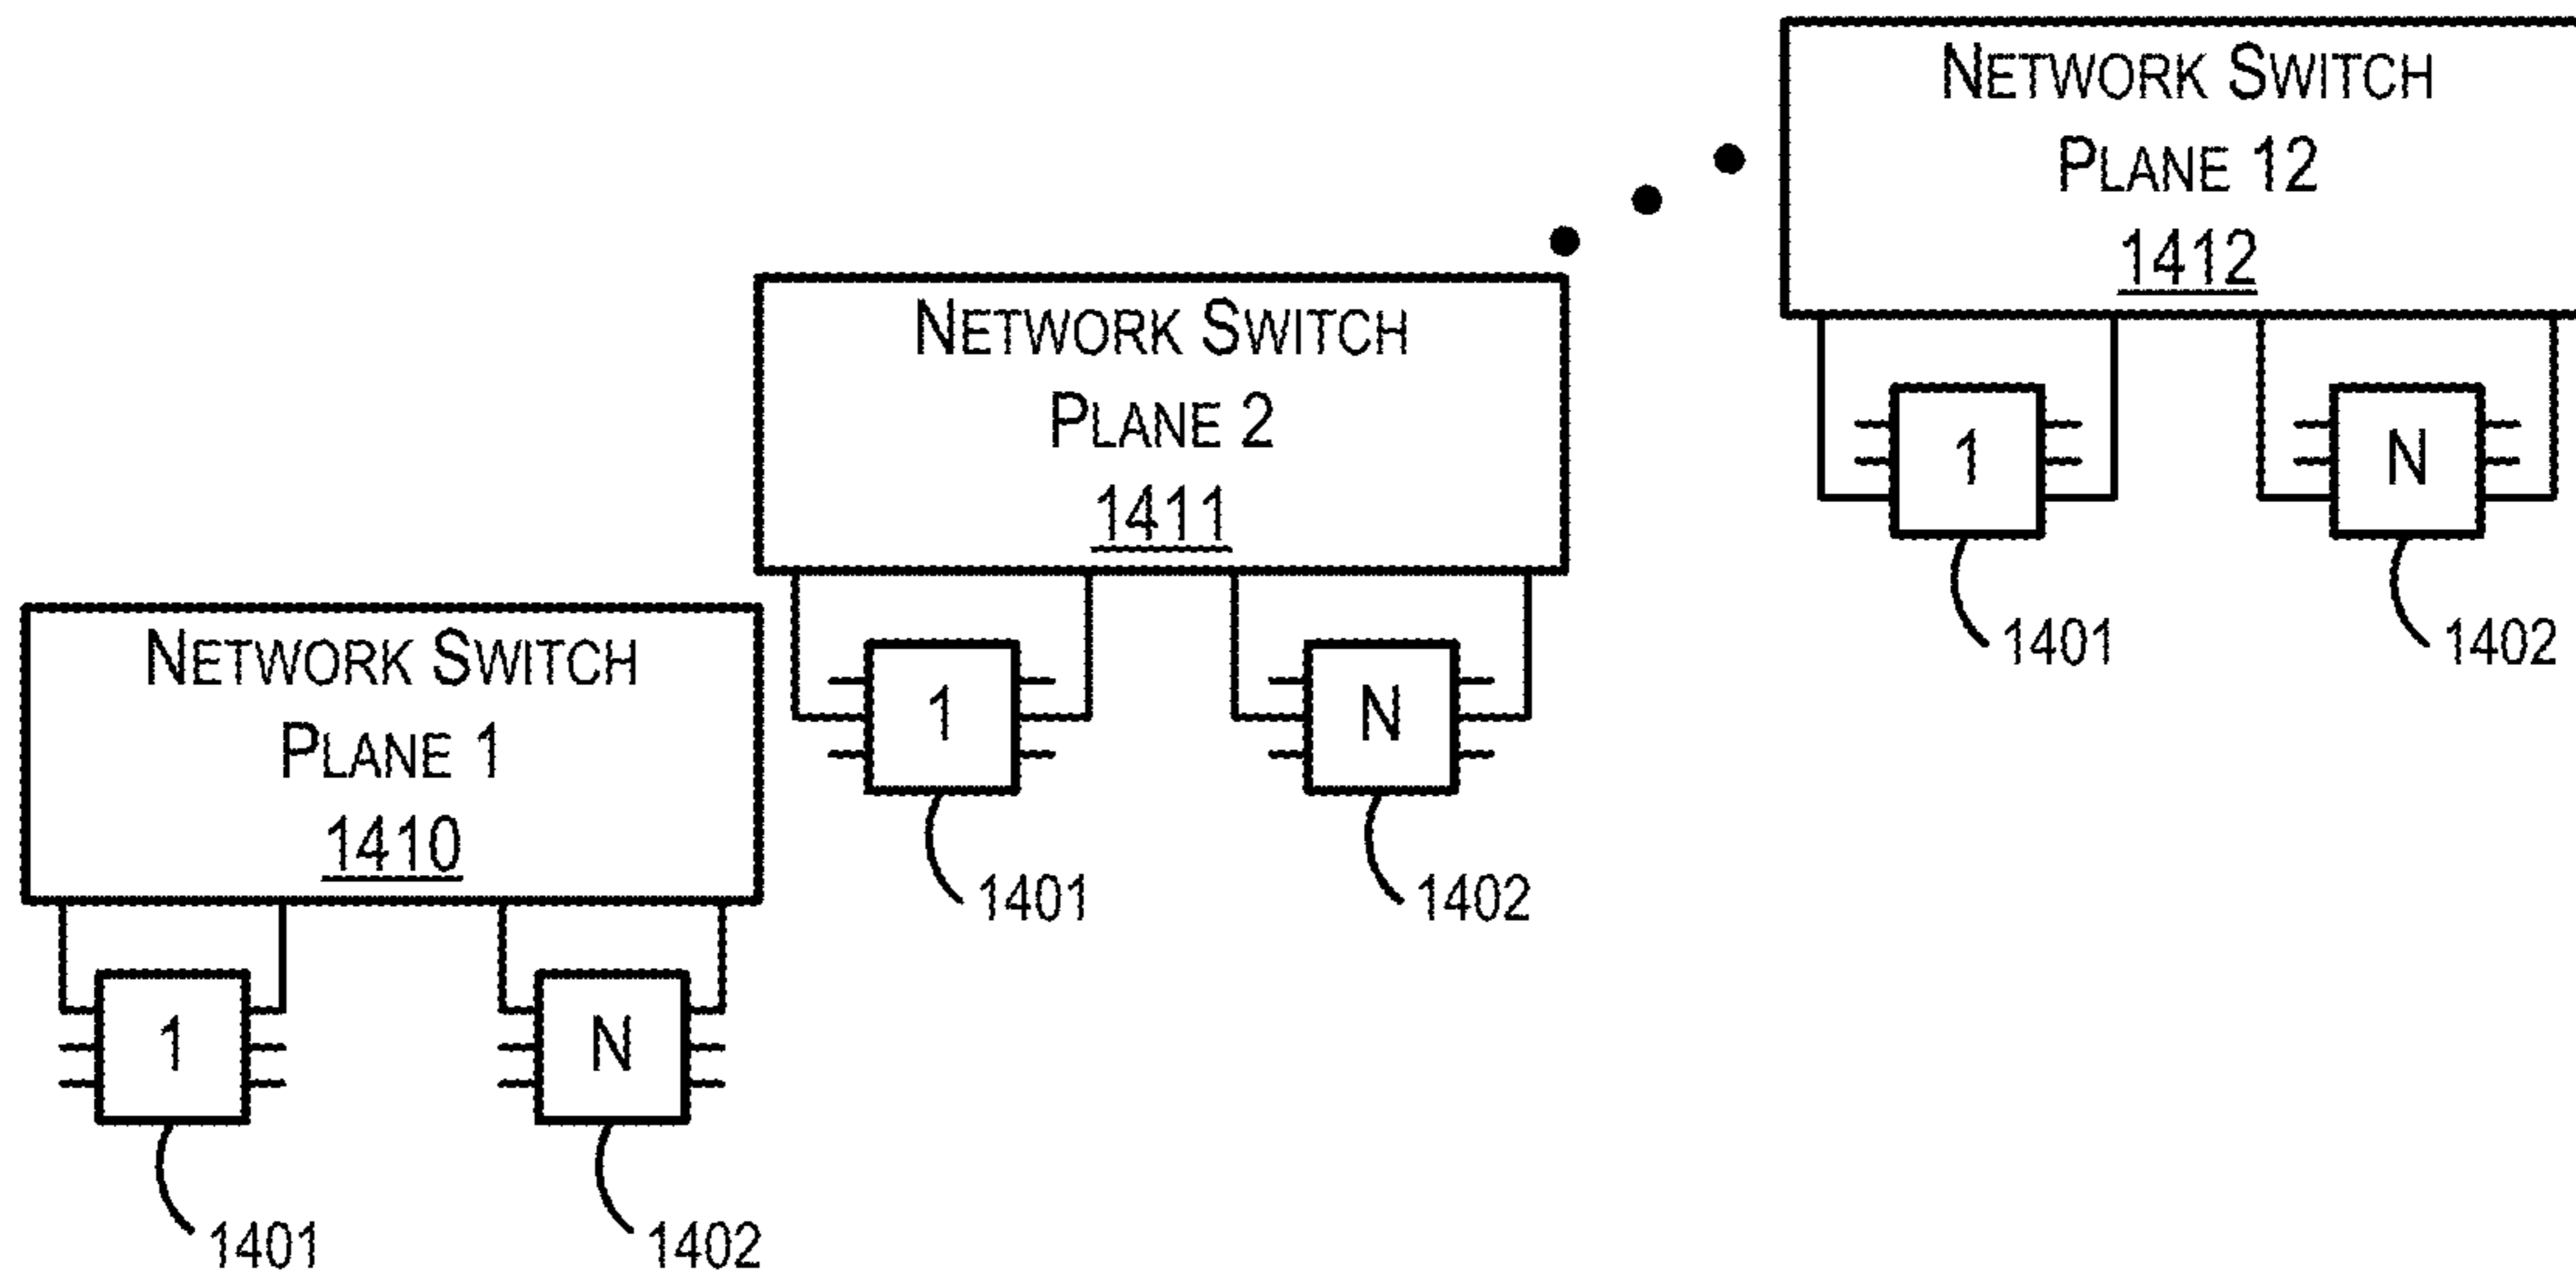 NETWORK SWITCH
PLANE 12
1412
1
N
1401
1402
NETWORK SWITCH
PLANE 2
1411
1
N
1401
1402
NETWORK SWITCH
PLANE 1
1410
1
N
1401
1402